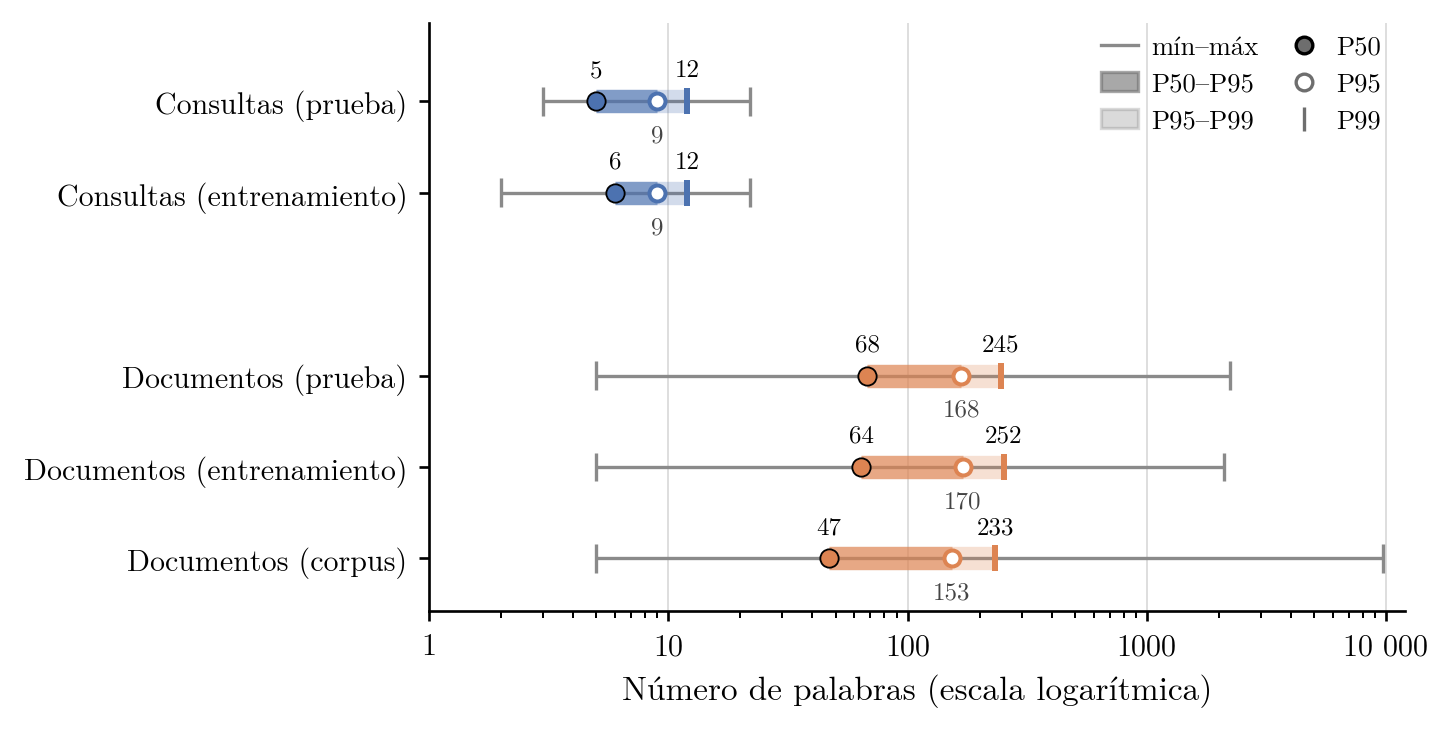 mín–máx P50
P50–P95 P95
P95–P99 P99
5 12
Consultas (prueba)
9
6 12
Consultas (entrenamiento)
9
68 245
Documentos (prueba)
168
64 252
Documentos (entrenamiento)
170
47 233
Documentos (corpus)
153
1 10 100 1000 10 000
Número de palabras (escala logarítmica)